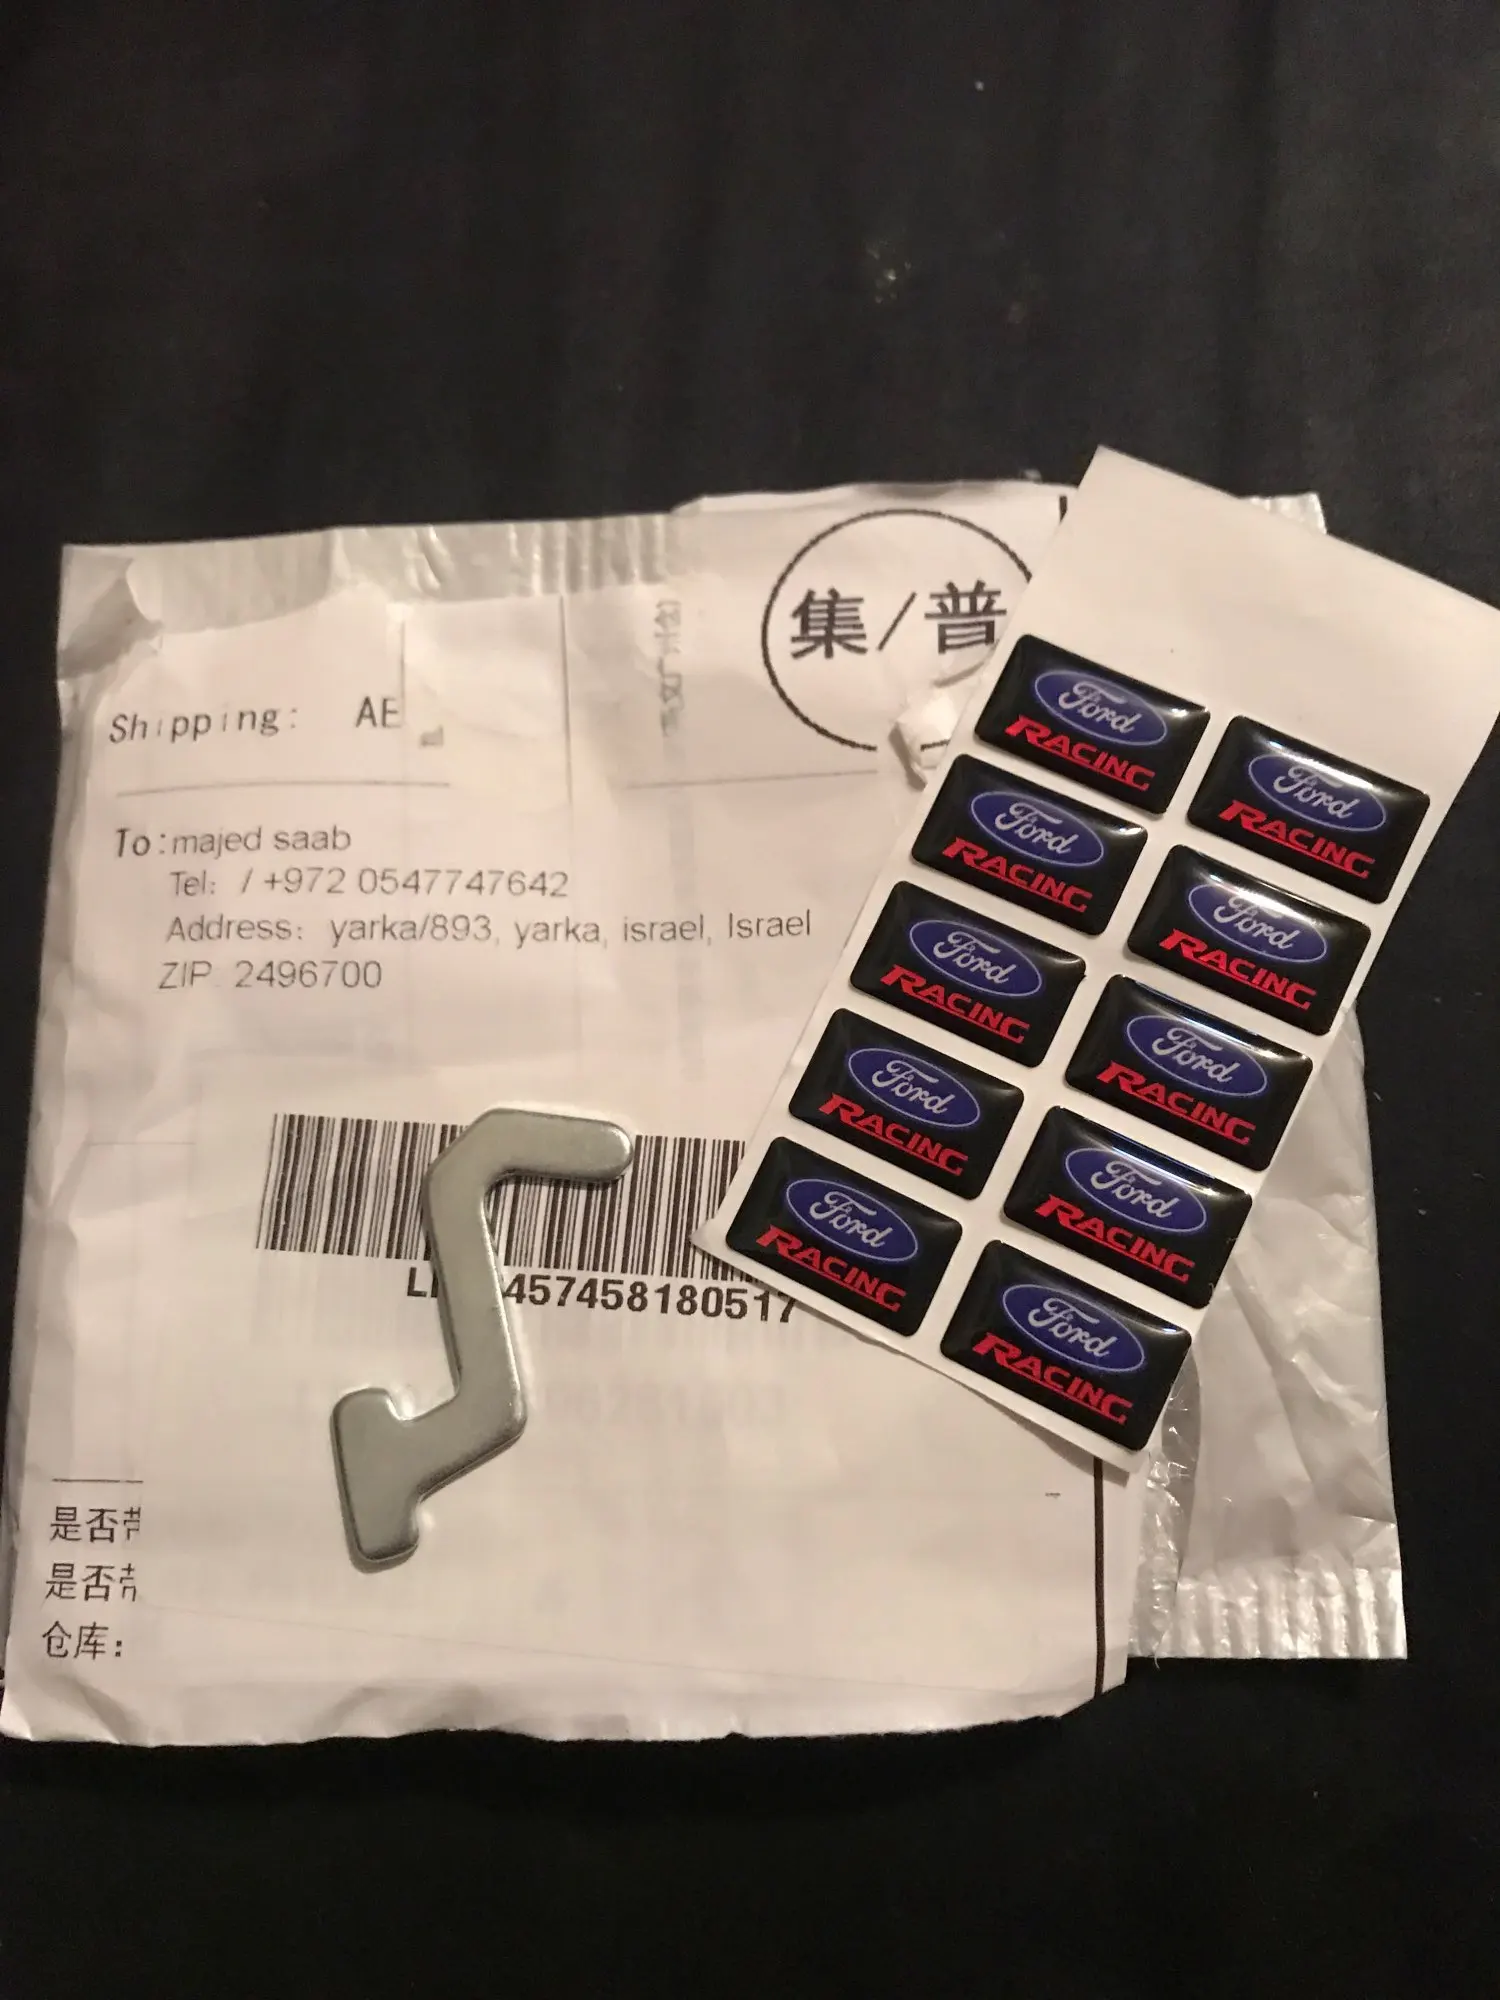 集/普
Shipping: AE
To: majed saab
Tel: / +972 0547747642
Address: yarka/893, yarka, israel, Israel
ZIP 2496700
457458180517
是否
是否
仓库:
Ford
RACING
Ford
RACING
Ford
RACING
Ford
RACING
Ford
RACING
Ford
RACING
Ford
RACING
Ford
RACING
Ford
RACING
Ford
RACING